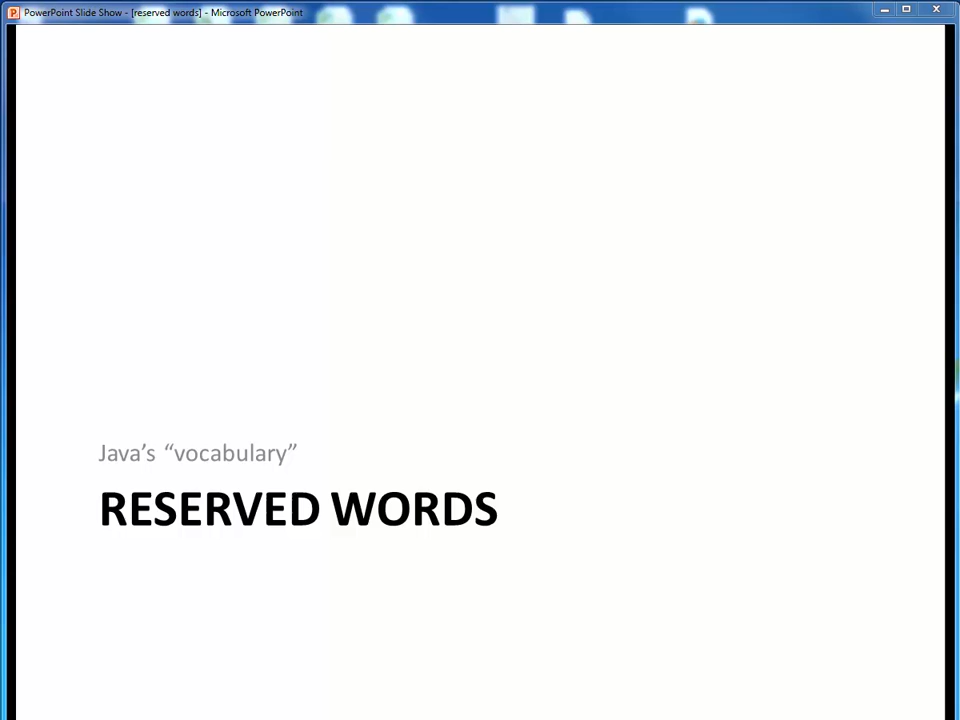 PowerPoint Slide Show - [reserved words] - Microsoft PowerPoint
Java’s “vocabulary”
RESERVED WORDS